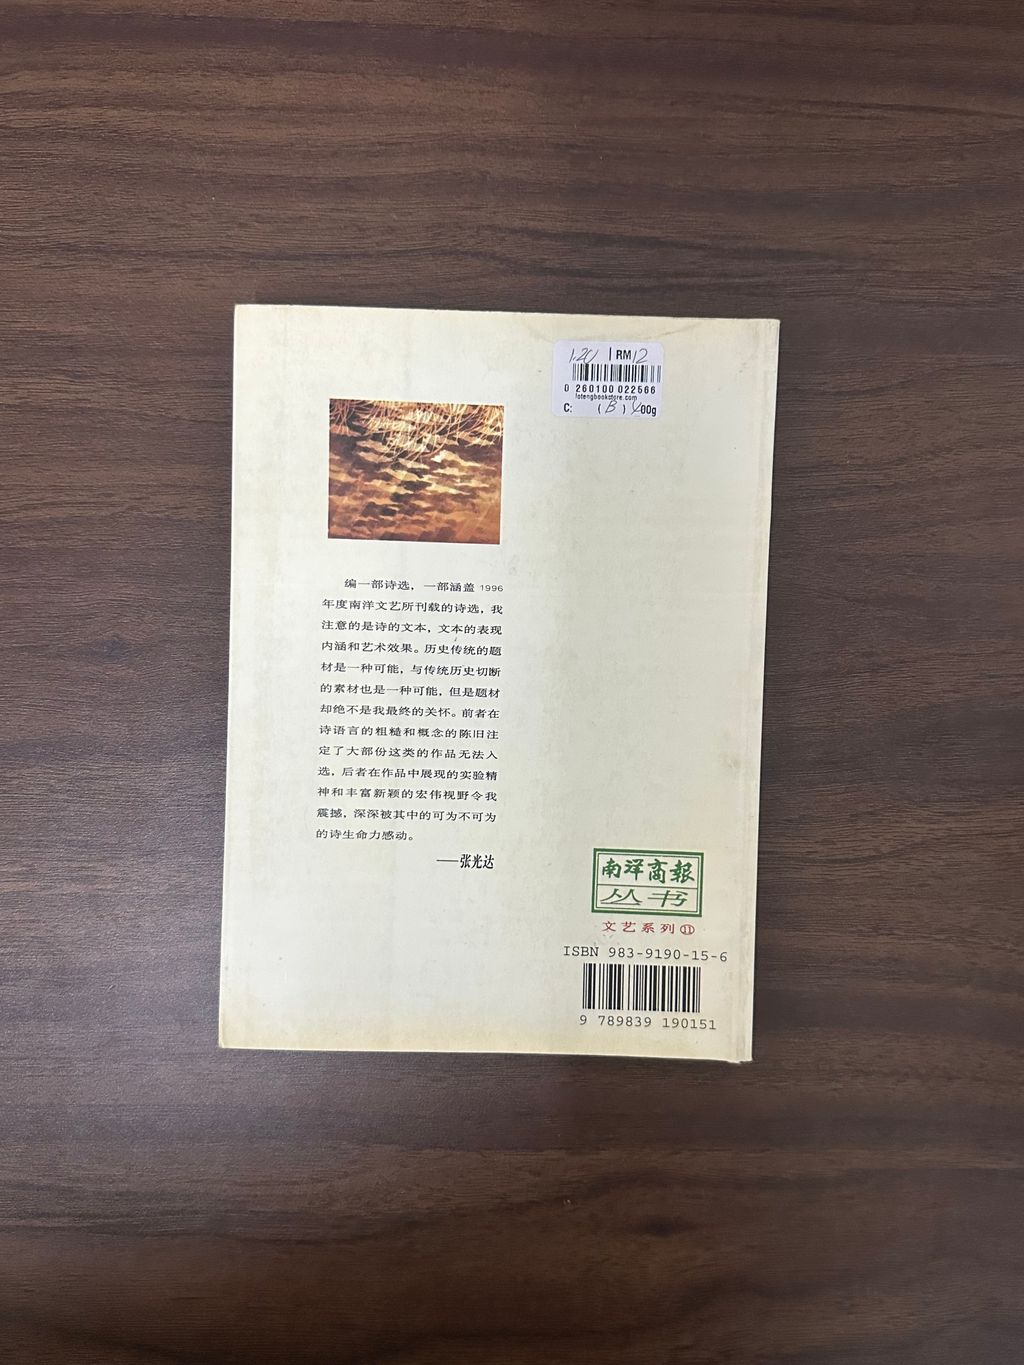 1.20 | RM12
0 260100 022566
lotengbookstore.com
C: ( B ) 400g
编一部诗选，一部涵盖 1996
年度南洋文艺所刊载的诗选，我
注意的是诗的文本，文本的表现
内涵和艺术效果。历史传统的题
材是一种可能，与传统历史切断
的素材也是一种可能，但是题材
却绝不是我最终的关怀。前者在
诗语言的粗糙和概念的陈旧注
定了大部份这类的作品无法入
选，后者在作品中展现的实验精
神和丰富新颖的宏伟视野令我
震撼，深深被其中的可为不可为
的诗生命力感动。
——张光达
南洋商報
丛书
文艺系列⑪
ISBN 983-9190-15-6
9 789839 190151